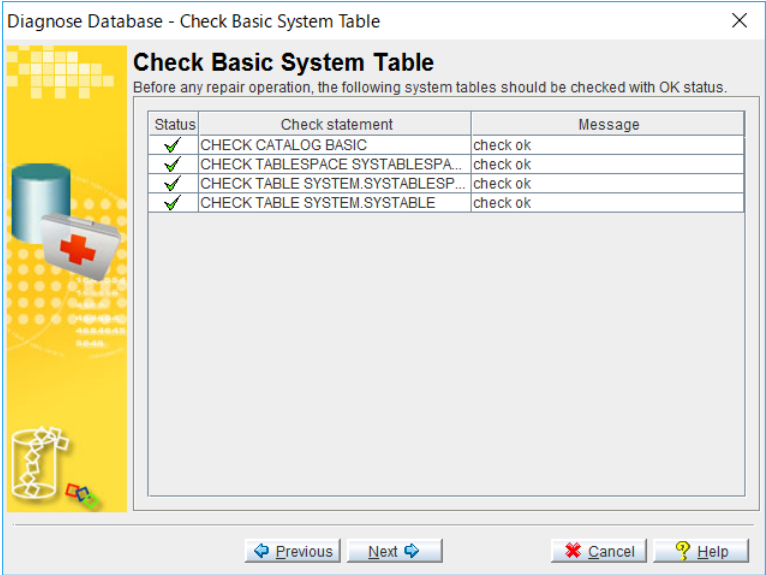 Diagnose Database - Check Basic System Table
Check Basic System Table
Before any repair operation, the following system tables should be checked with OK status.
Status Check statement Message
CHECK CATALOG BASIC check ok
CHECK TABLESPACE SYSTABLESPA... check ok
CHECK TABLE SYSTEM.SYSTABLESP... check ok
CHECK TABLE SYSTEM.SYSTABLE check ok
Previous Next Cancel Help